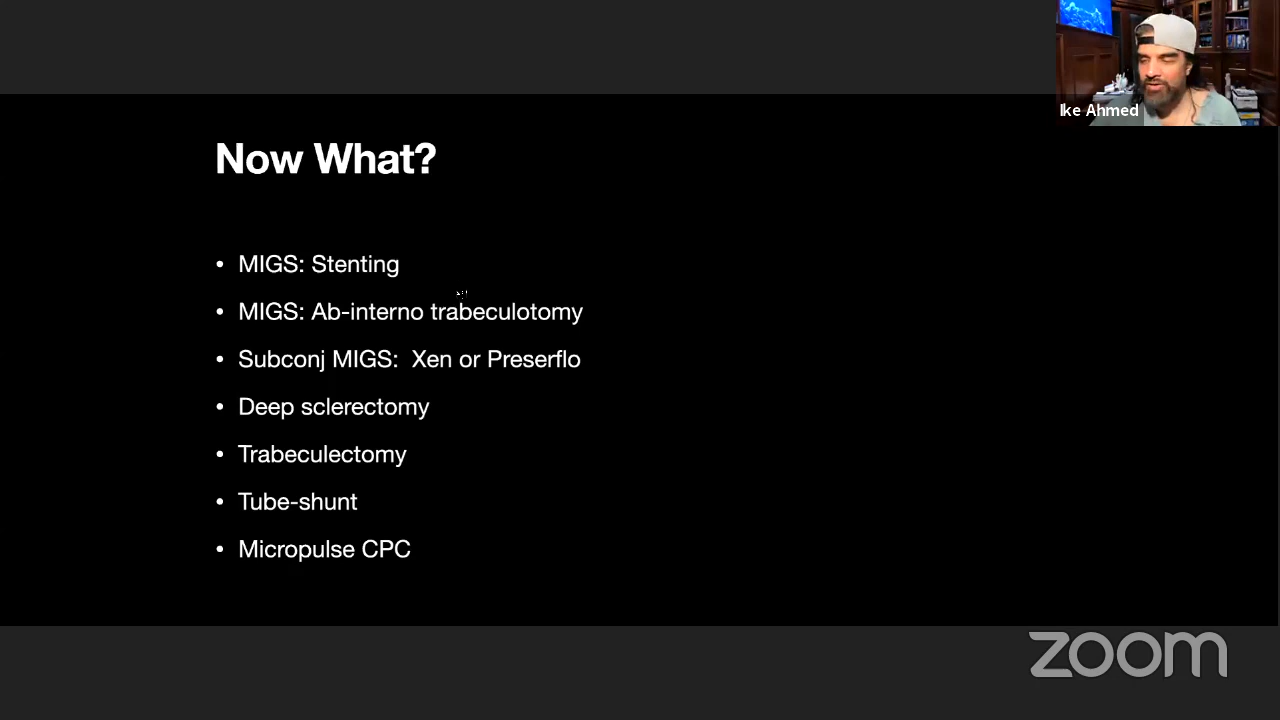 Ike Ahmed
Now What?
• MIGS: Stenting
• MIGS: Ab-interno trabeculotomy
• Subconj MIGS:  Xen or Preserflo
• Deep sclerectomy
• Trabeculectomy
• Tube-shunt
• Micropulse CPC
zoom